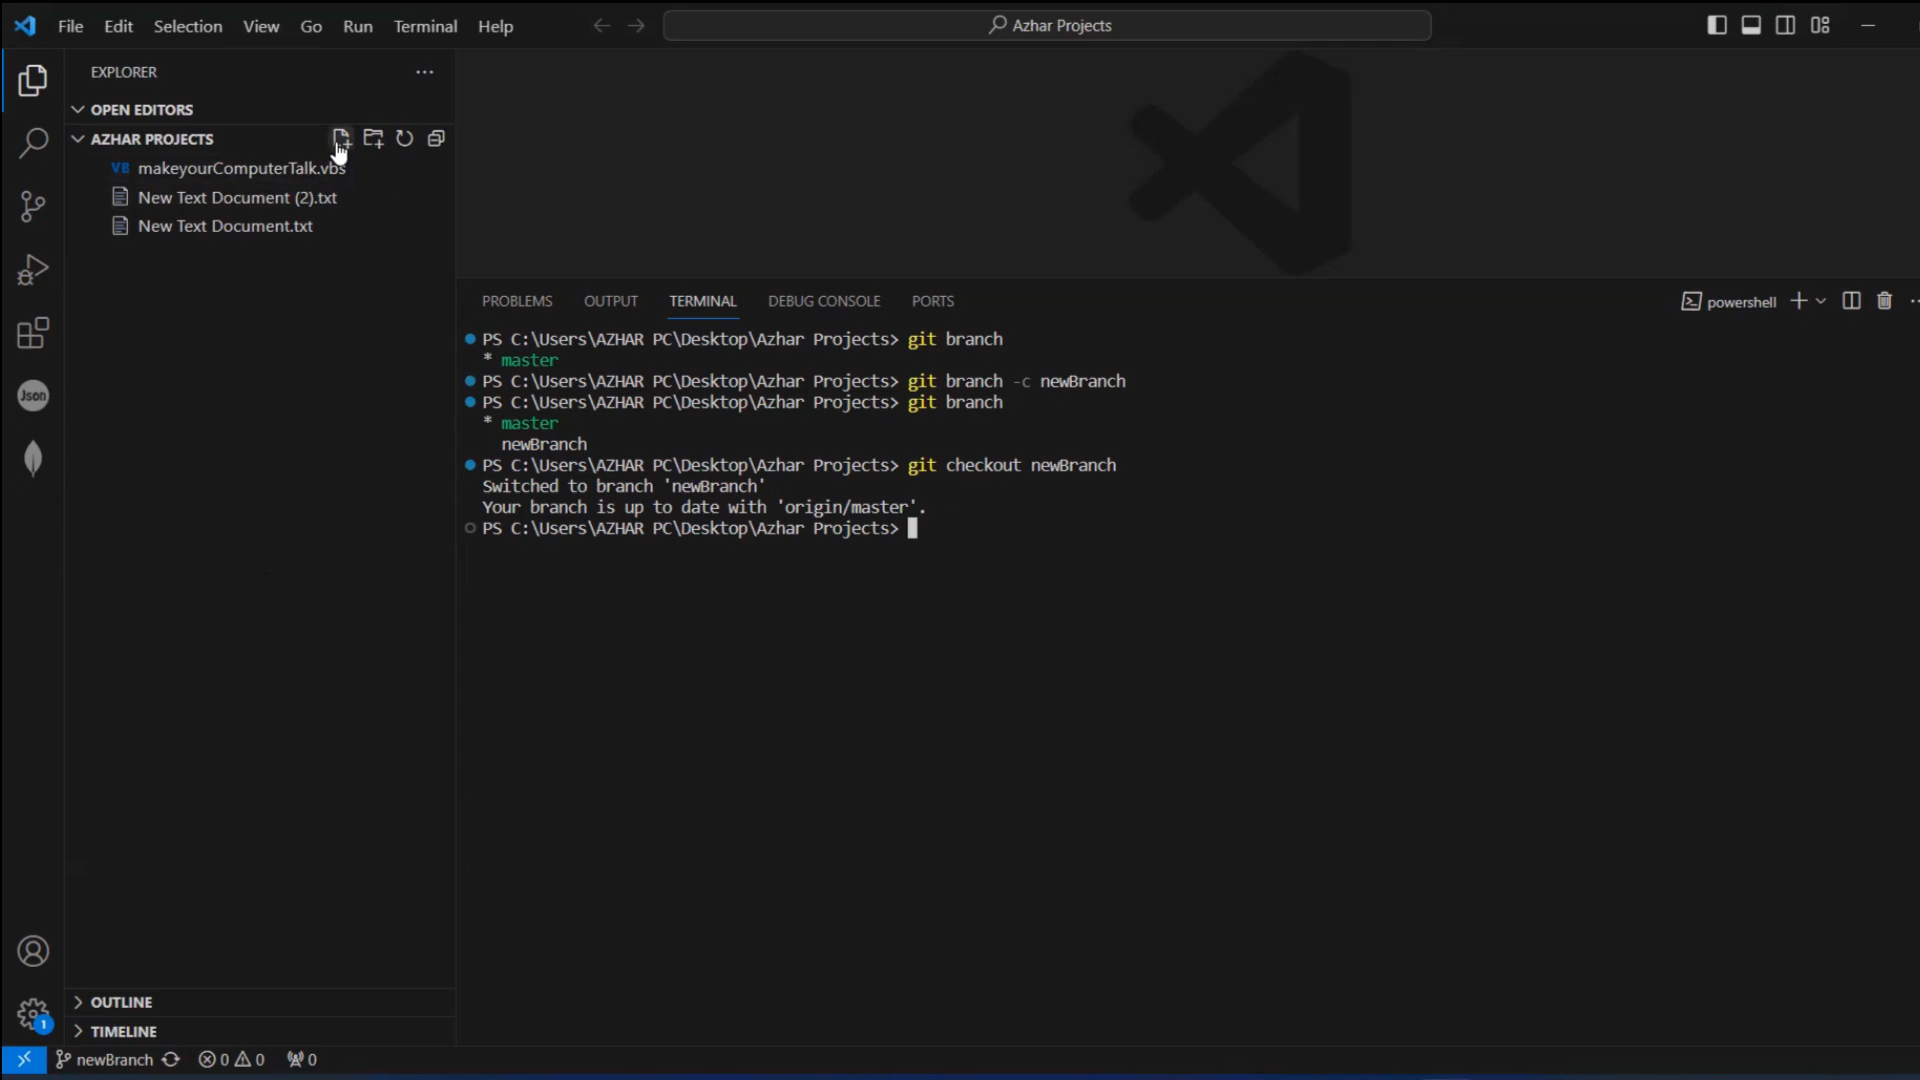 File Edit Selection View Go Run Terminal Help
Azhar Projects
EXPLORER
OPEN EDITORS
AZHAR PROJECTS
VB makeyourComputerTalk.vbs
New Text Document (2).txt
New Text Document.txt
Json
PROBLEMS OUTPUT TERMINAL DEBUG CONSOLE PORTS
powershell
PS C:\Users\AZHAR PC\Desktop\Azhar Projects> git branch
* master
PS C:\Users\AZHAR PC\Desktop\Azhar Projects> git branch -c newBranch
PS C:\Users\AZHAR PC\Desktop\Azhar Projects> git branch
* master
newBranch
PS C:\Users\AZHAR PC\Desktop\Azhar Projects> git checkout newBranch
Switched to branch 'newBranch'
Your branch is up to date with 'origin/master'.
PS C:\Users\AZHAR PC\Desktop\Azhar Projects>
OUTLINE
1
TIMELINE
newBranch 0 0 0